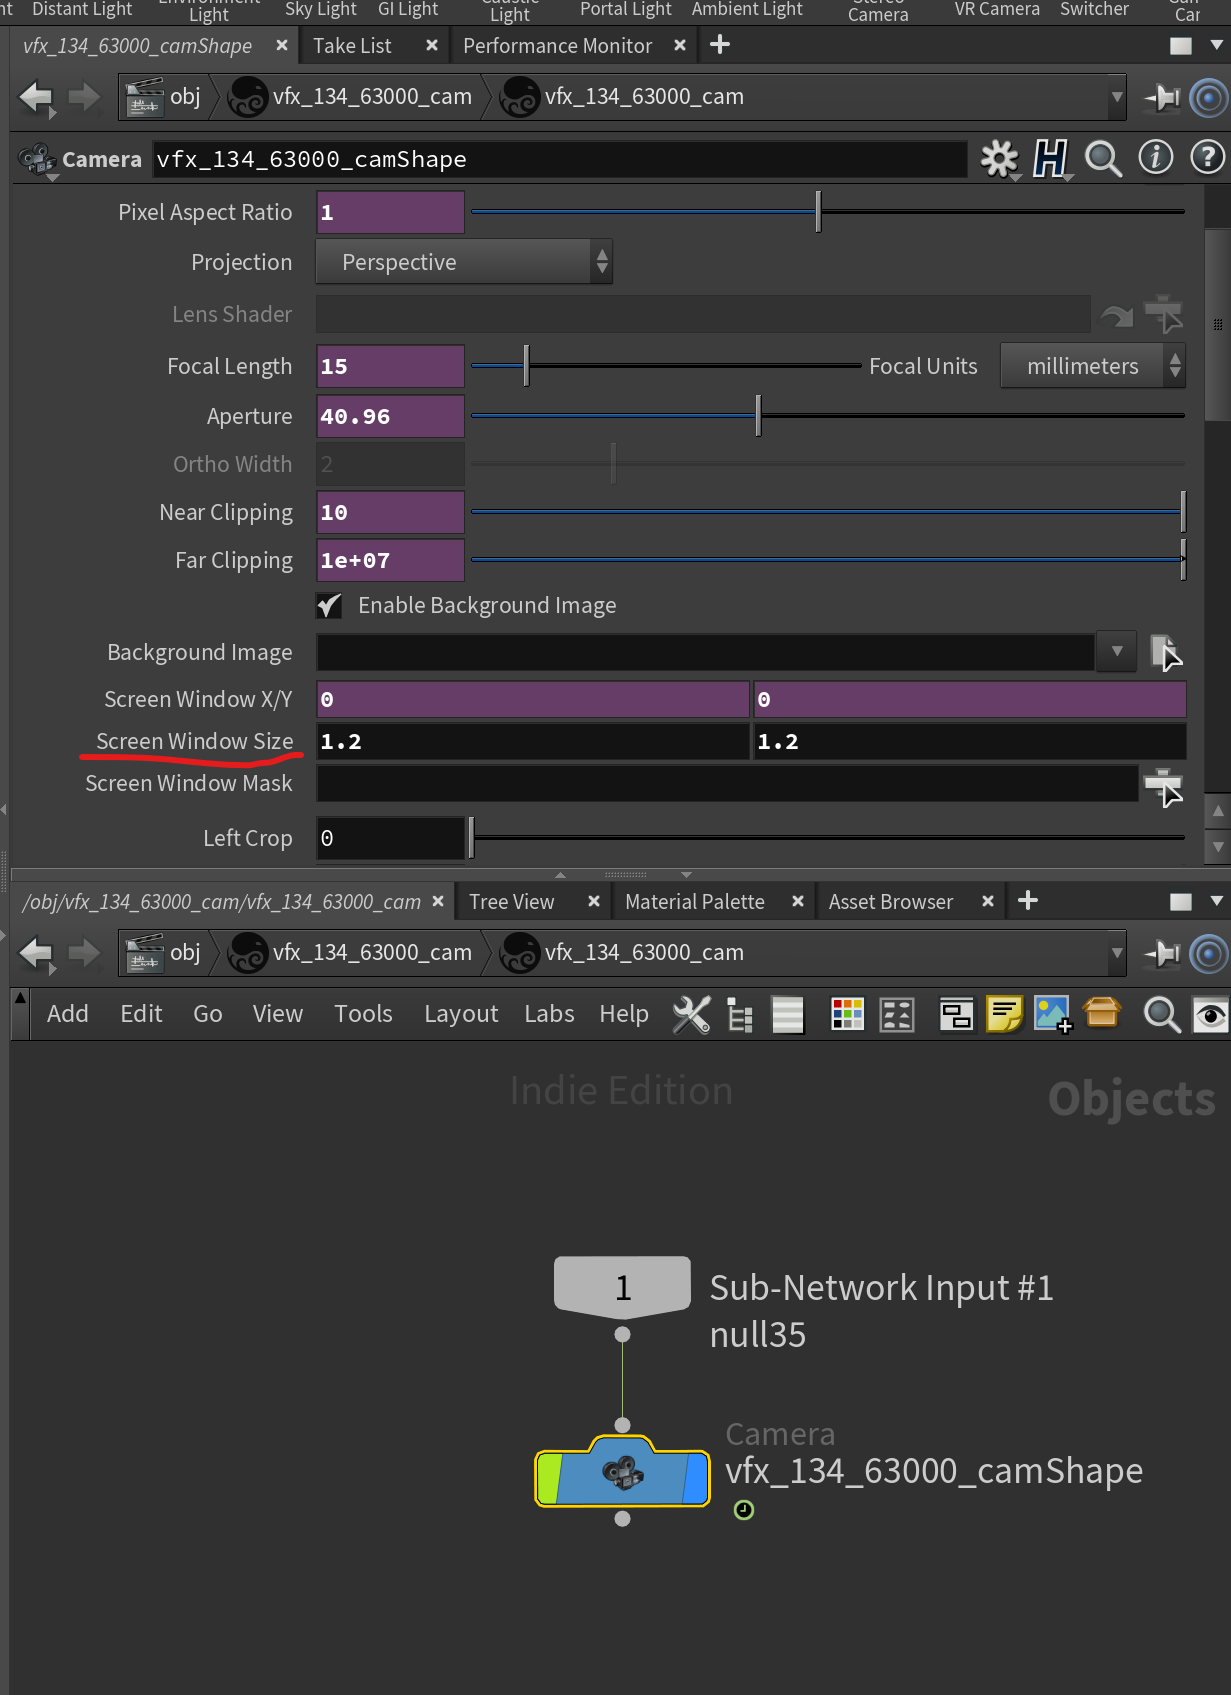 Distant Light
Environment
Light
Sky Light
GI Light
Caustic
Light
Portal Light
Ambient Light
Stereo
Camera
VR Camera
Switcher
vfx_134_63000_camShape
Take List
Performance Monitor
obj
vfx_134_63000_cam
vfx_134_63000_cam
Camera
vfx_134_63000_camShape
Pixel Aspect Ratio 1
Projection Perspective
Lens Shader
Focal Length 15 Focal Units millimeters
Aperture 40.96
Ortho Width 2
Near Clipping 10
Far Clipping 1e+07
Enable Background Image
Background Image
Screen Window X/Y 0 0
Screen Window Size 1.2 1.2
Screen Window Mask
Left Crop 0
/obj/vfx_134_63000_cam/vfx_134_63000_cam
Tree View
Material Palette
Asset Browser
obj
vfx_134_63000_cam
vfx_134_63000_cam
Add Edit Go View Tools Layout Labs Help
Indie Edition
Objects
1
Sub-Network Input #1
null35
Camera
vfx_134_63000_camShape